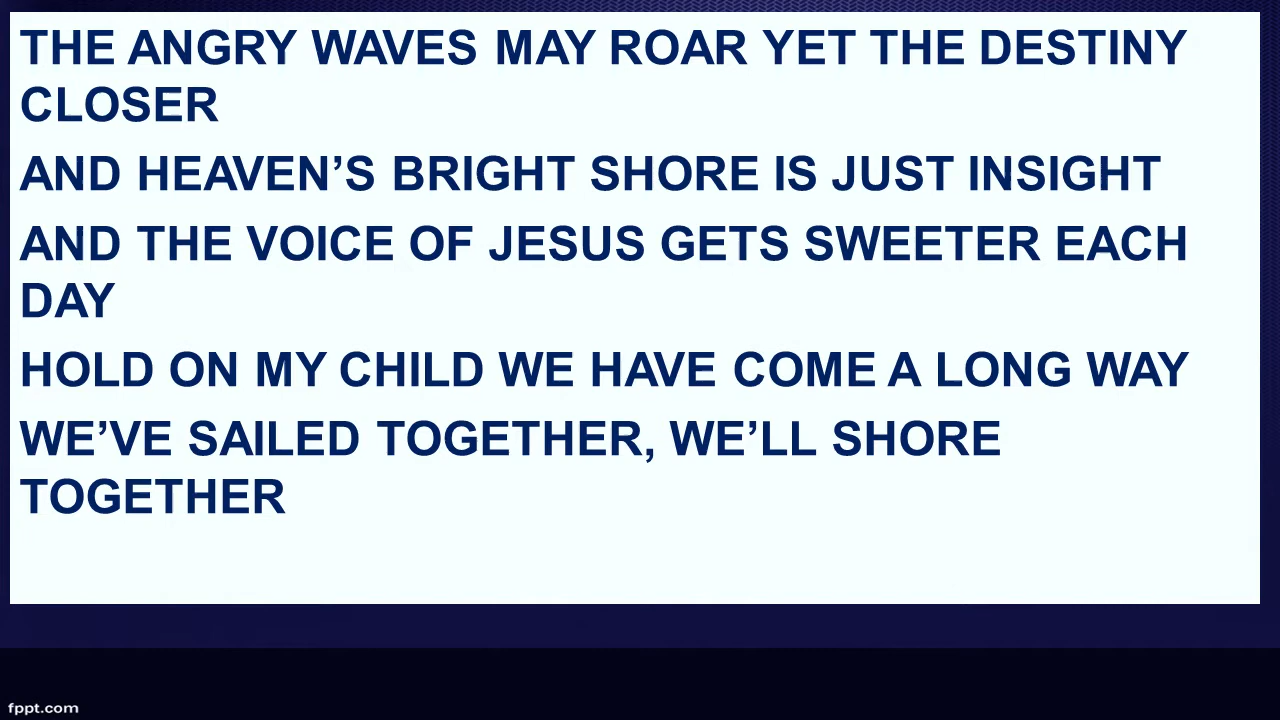 THE ANGRY WAVES MAY ROAR YET THE DESTINY
CLOSER
AND HEAVEN’S BRIGHT SHORE IS JUST INSIGHT
AND THE VOICE OF JESUS GETS SWEETER EACH
DAY
HOLD ON MY CHILD WE HAVE COME A LONG WAY
WE’VE SAILED TOGETHER, WE’LL SHORE
TOGETHER
fppt.com